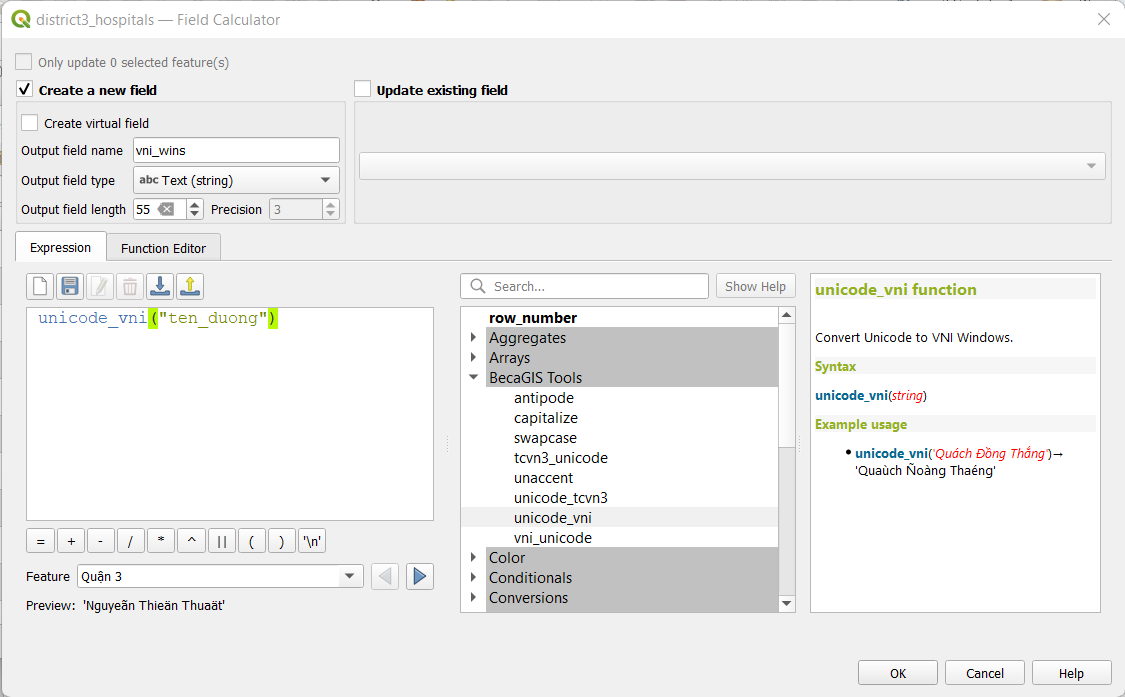 district3_hospitals — Field Calculator
Only update 0 selected feature(s)
Create a new field
Update existing field
Create virtual field
Output field name vni_wins
Output field type abc Text (string)
Output field length 55 Precision 3
Expression Function Editor
Search... Show Help
unicode_vni("ten_duong")
= + - / * ^ || ( ) '\n'
Feature Quận 3
Preview: 'Nguyeãn Thieän Thuaät'
row_number
Aggregates
Arrays
BecaGIS Tools
antipode
capitalize
swapcase
tcvn3_unicode
unaccent
unicode_tcvn3
unicode_vni
vni_unicode
Color
Conditionals
Conversions
unicode_vni function
Convert Unicode to VNI Windows.
Syntax
unicode_vni(string)
Example usage
• unicode_vni('Quách Đồng Thắng')→
'Quaùch Ñoàng Thaéng'
OK Cancel Help